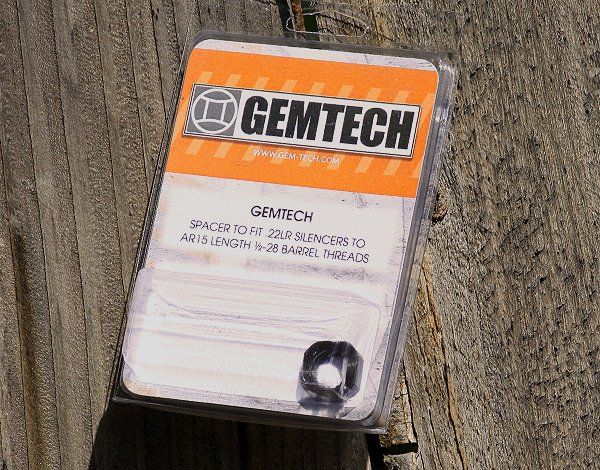 GEMTECH
WWW.GEM-TECH.COM
GEMTECH
SPACER TO FIT .22LR SILENCERS TO
AR15 LENGTH ½-28 BARREL THREADS